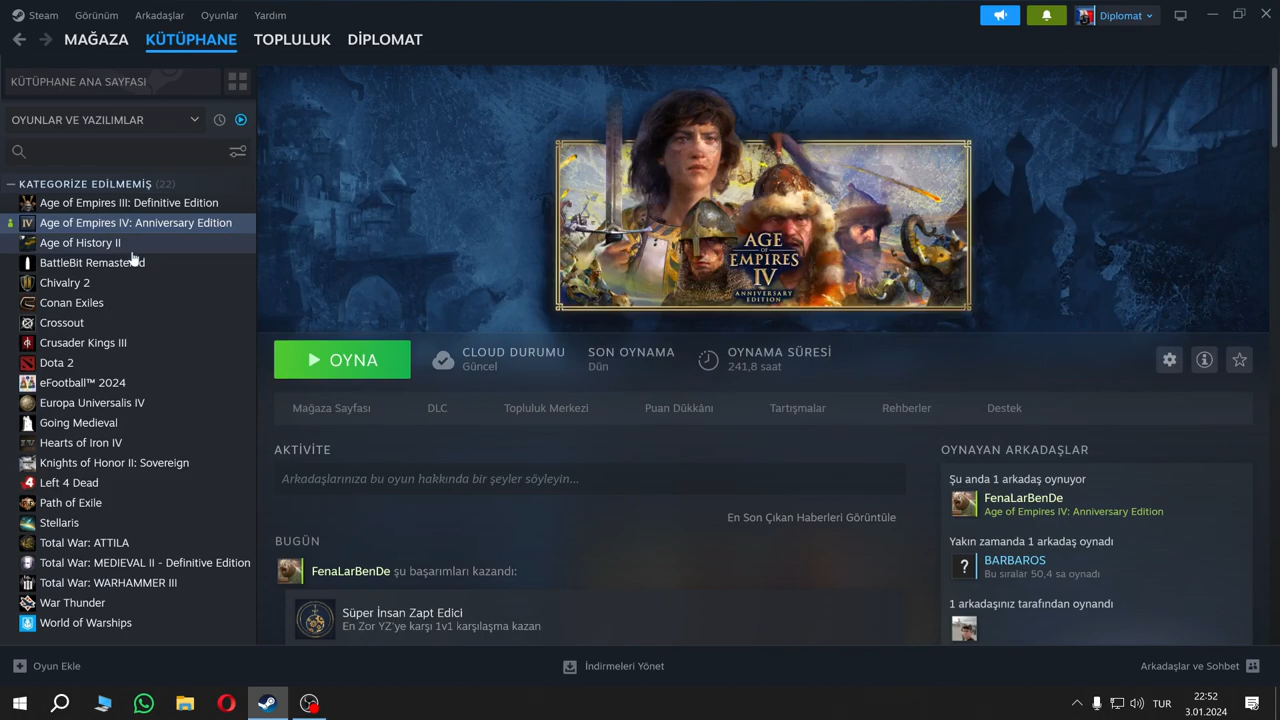 Steam
Görünüm
Arkadaşlar
Oyunlar
Yardım
Diplomat
MAĞAZA
KÜTÜPHANE
TOPLULUK
DİPLOMAT
KÜTÜPHANE ANA SAYFASI
OYUNLAR VE YAZILIMLAR
KATEGORİZE EDİLMEMİŞ (22)
Age of Empires III: Definitive Edition
Age of Empires IV: Anniversary Edition
Age of History II
BattleBit Remastered
Chivalry 2
Conan Exiles
Crossout
Crusader Kings III
Dota 2
eFootball™ 2024
Europa Universalis IV
Going Medieval
Hearts of Iron IV
Knights of Honor II: Sovereign
Left 4 Dead
Path of Exile
Stellaris
Total War: ATTILA
Total War: MEDIEVAL II - Definitive Edition
Total War: WARHAMMER III
War Thunder
World of Warships
AGE
OF
EMPIRES
IV
ANNIVERSARY
EDITION
OYNA
CLOUD DURUMU
Güncel
SON OYNAMA
Dün
OYNAMA SÜRESİ
241,8 saat
Mağaza Sayfası
DLC
Topluluk Merkezi
Puan Dükkânı
Tartışmalar
Rehberler
Destek
AKTİVİTE
Arkadaşlarınıza bu oyun hakkında bir şeyler söyleyin...
En Son Çıkan Haberleri Görüntüle
BUGÜN
FenaLarBenDe şu başarımları kazandı:
Süper İnsan Zapt Edici
En Zor YZ'ye karşı 1v1 karşılaşma kazan
OYNAYAN ARKADAŞLAR
Şu anda 1 arkadaş oynuyor
FenaLarBenDe
Age of Empires IV: Anniversary Edition
Yakın zamanda 1 arkadaş oynadı
?
BARBAROS
Bu sıralar 50,4 sa oynadı
1 arkadaşınız tarafından oynandı
Oyun Ekle
İndirmeleri Yönet
Arkadaşlar ve Sohbet
TUR
22:52
3.01.2024